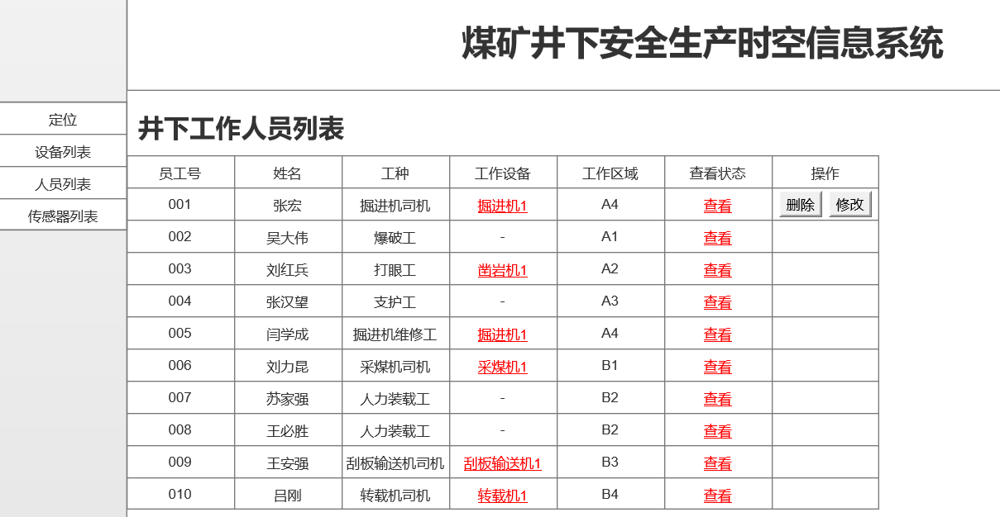 煤矿井下安全生产时空信息系统
定位
设备列表
人员列表
传感器列表
井下工作人员列表
员工号 姓名 工种 工作设备 工作区域 查看状态 操作
001 张宏 掘进机司机 掘进机1 A4 查看 删除 修改
002 吴大伟 爆破工 - A1 查看
003 刘红兵 打眼工 凿岩机1 A2 查看
004 张汉望 支护工 - A3 查看
005 闫学成 掘进机维修工 掘进机1 A4 查看
006 刘力昆 采煤机司机 采煤机1 B1 查看
007 苏家强 人力装载工 - B2 查看
008 王必胜 人力装载工 - B2 查看
009 王安强 刮板输送机司机 刮板输送机1 B3 查看
010 吕刚 转载机司机 转载机1 B4 查看